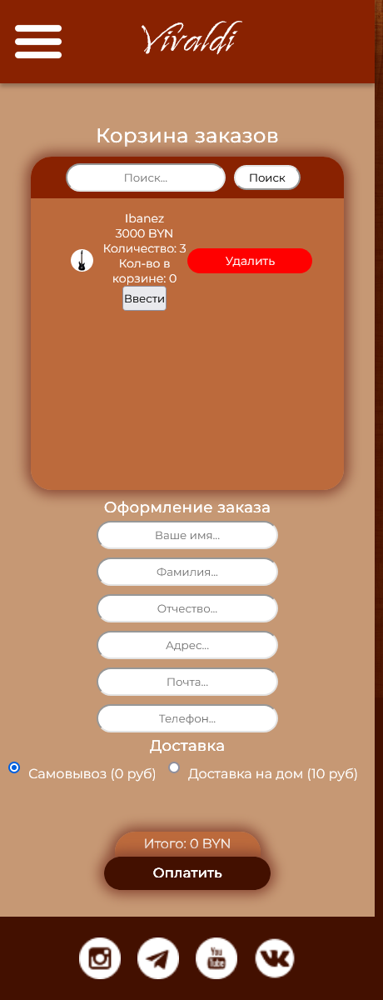 Vivaldi
Корзина заказов
Поиск...
Поиск
Ibanez
3000 BYN
Количество: 3
Кол-во в
корзине: 0
Удалить
Ввести
Оформление заказа
Ваше имя...
Фамилия...
Отчество...
Адрес...
Почта...
Телефон...
Доставка
Самовывоз (0 руб)
Доставка на дом (10 руб)
Итого: 0 BYN
Оплатить
You
Tube